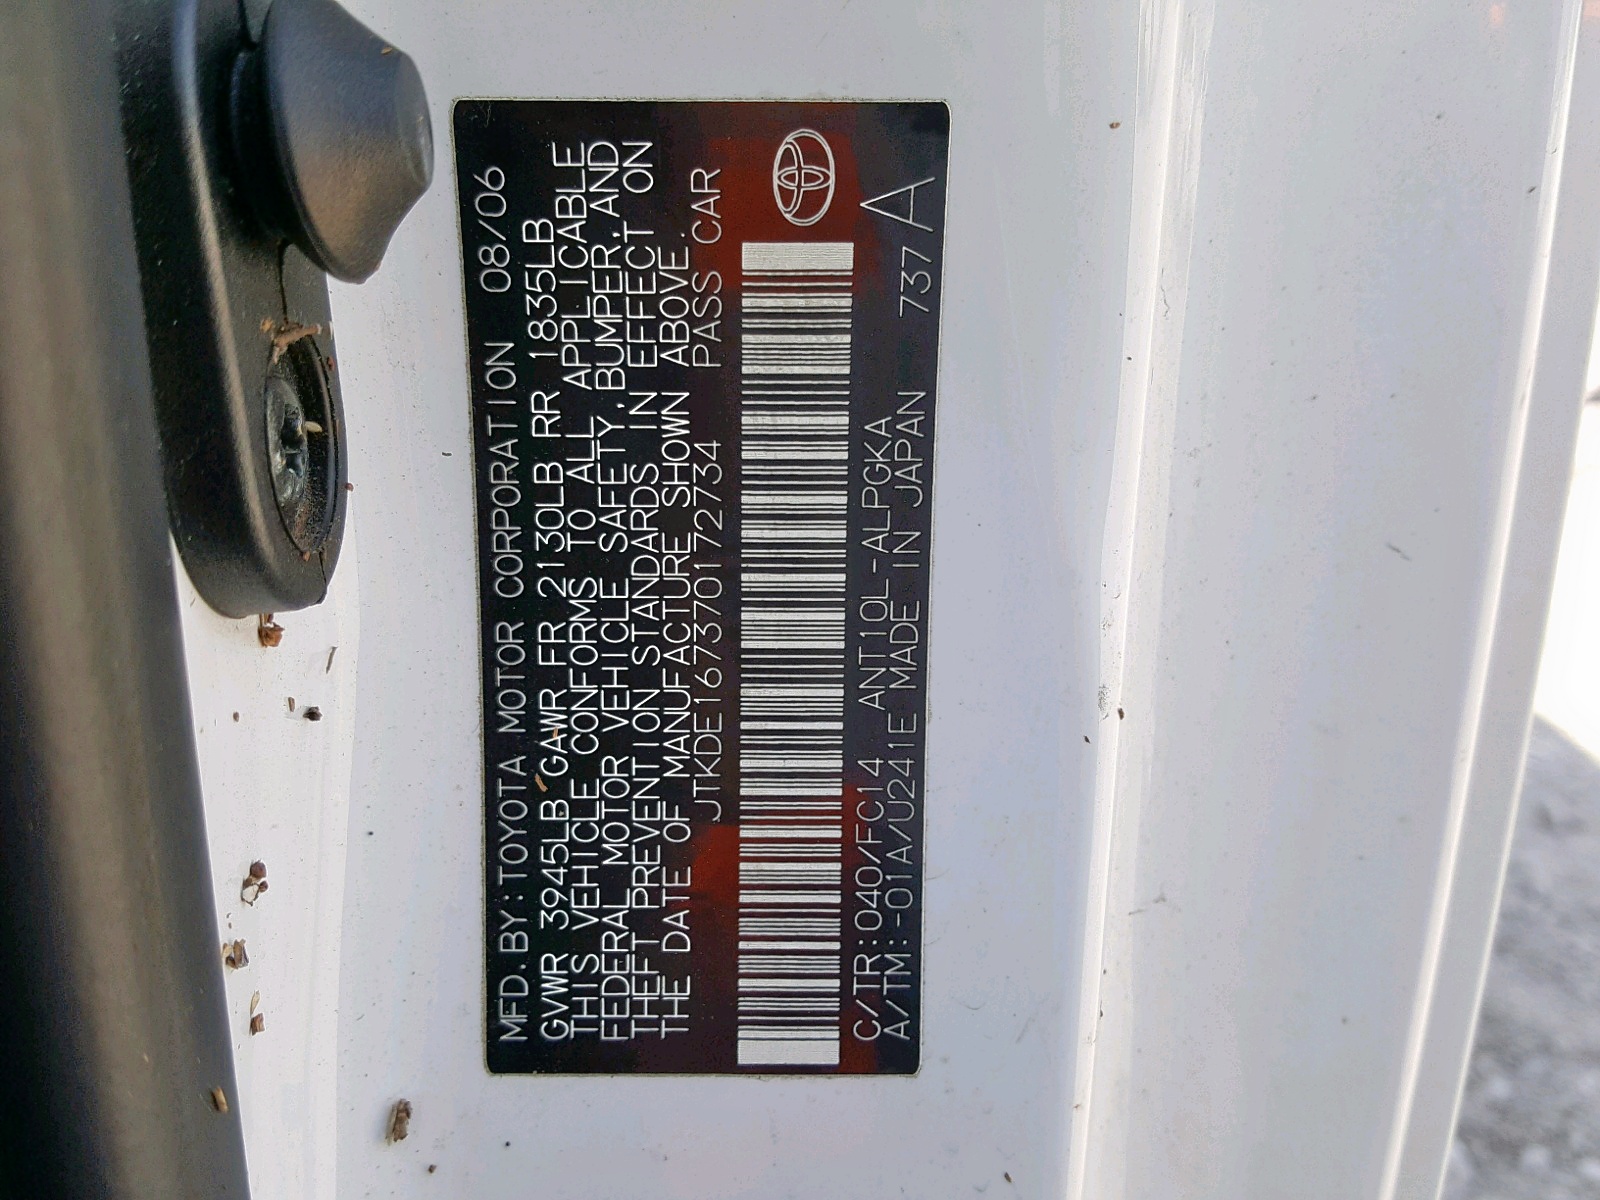 MFD.BY:TOYOTA MOTOR CORPORATION 08/06
GVWR 3945LB GAWR FR 2130LB RR 1835LB
THIS VEHICLE CONFORMS TO ALL APPLICABLE
FEDERAL MOTOR VEHICLE SAFETY,BUMPER,AND
THEFT PREVENTION STANDARDS IN EFFECT ON
THE DATE OF MANUFACTURE SHOWN ABOVE.
JTKDE167370172734 PASS CAR
C/TR:040/FC14 ANT10L-ALPGKA
A/TM:-01A/U241E MADE IN JAPAN 737 A